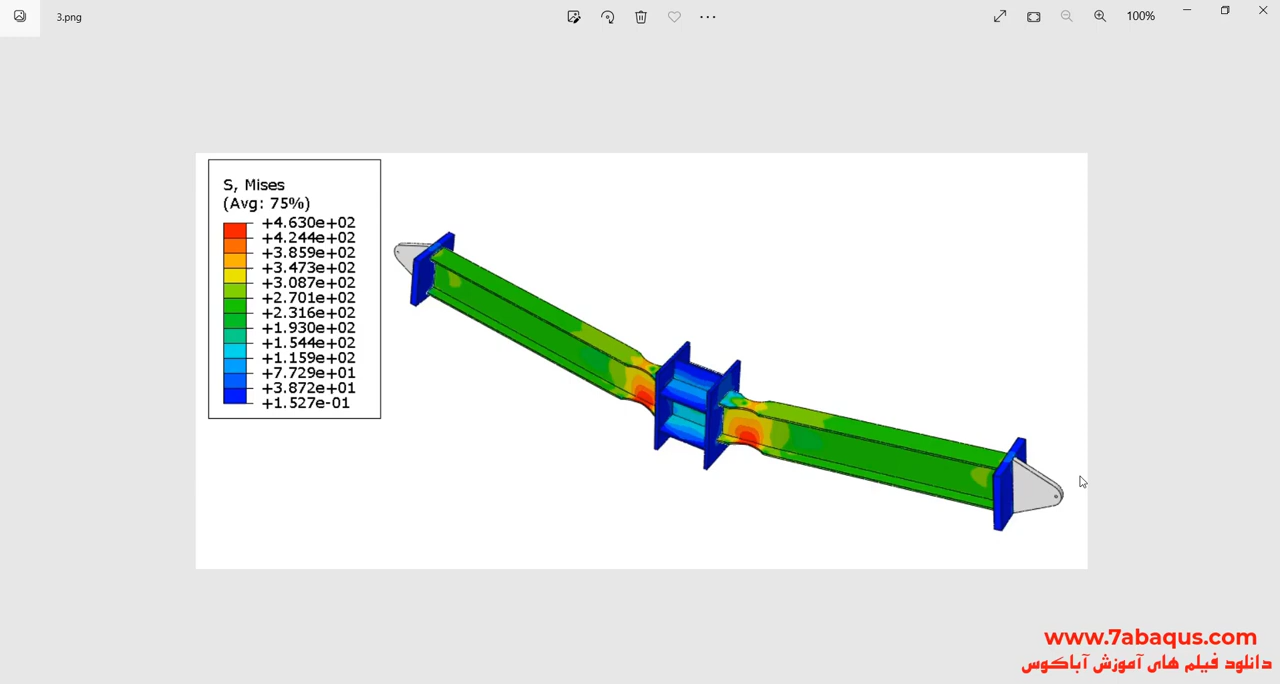 3.png
100%
S, Mises
(Avg: 75%)
+4.630e+02
+4.244e+02
+3.859e+02
+3.473e+02
+3.087e+02
+2.701e+02
+2.316e+02
+1.930e+02
+1.544e+02
+1.159e+02
+7.729e+01
+3.872e+01
+1.527e-01
www.7abaqus.com
دانلود فیلم های آموزش آباکوس